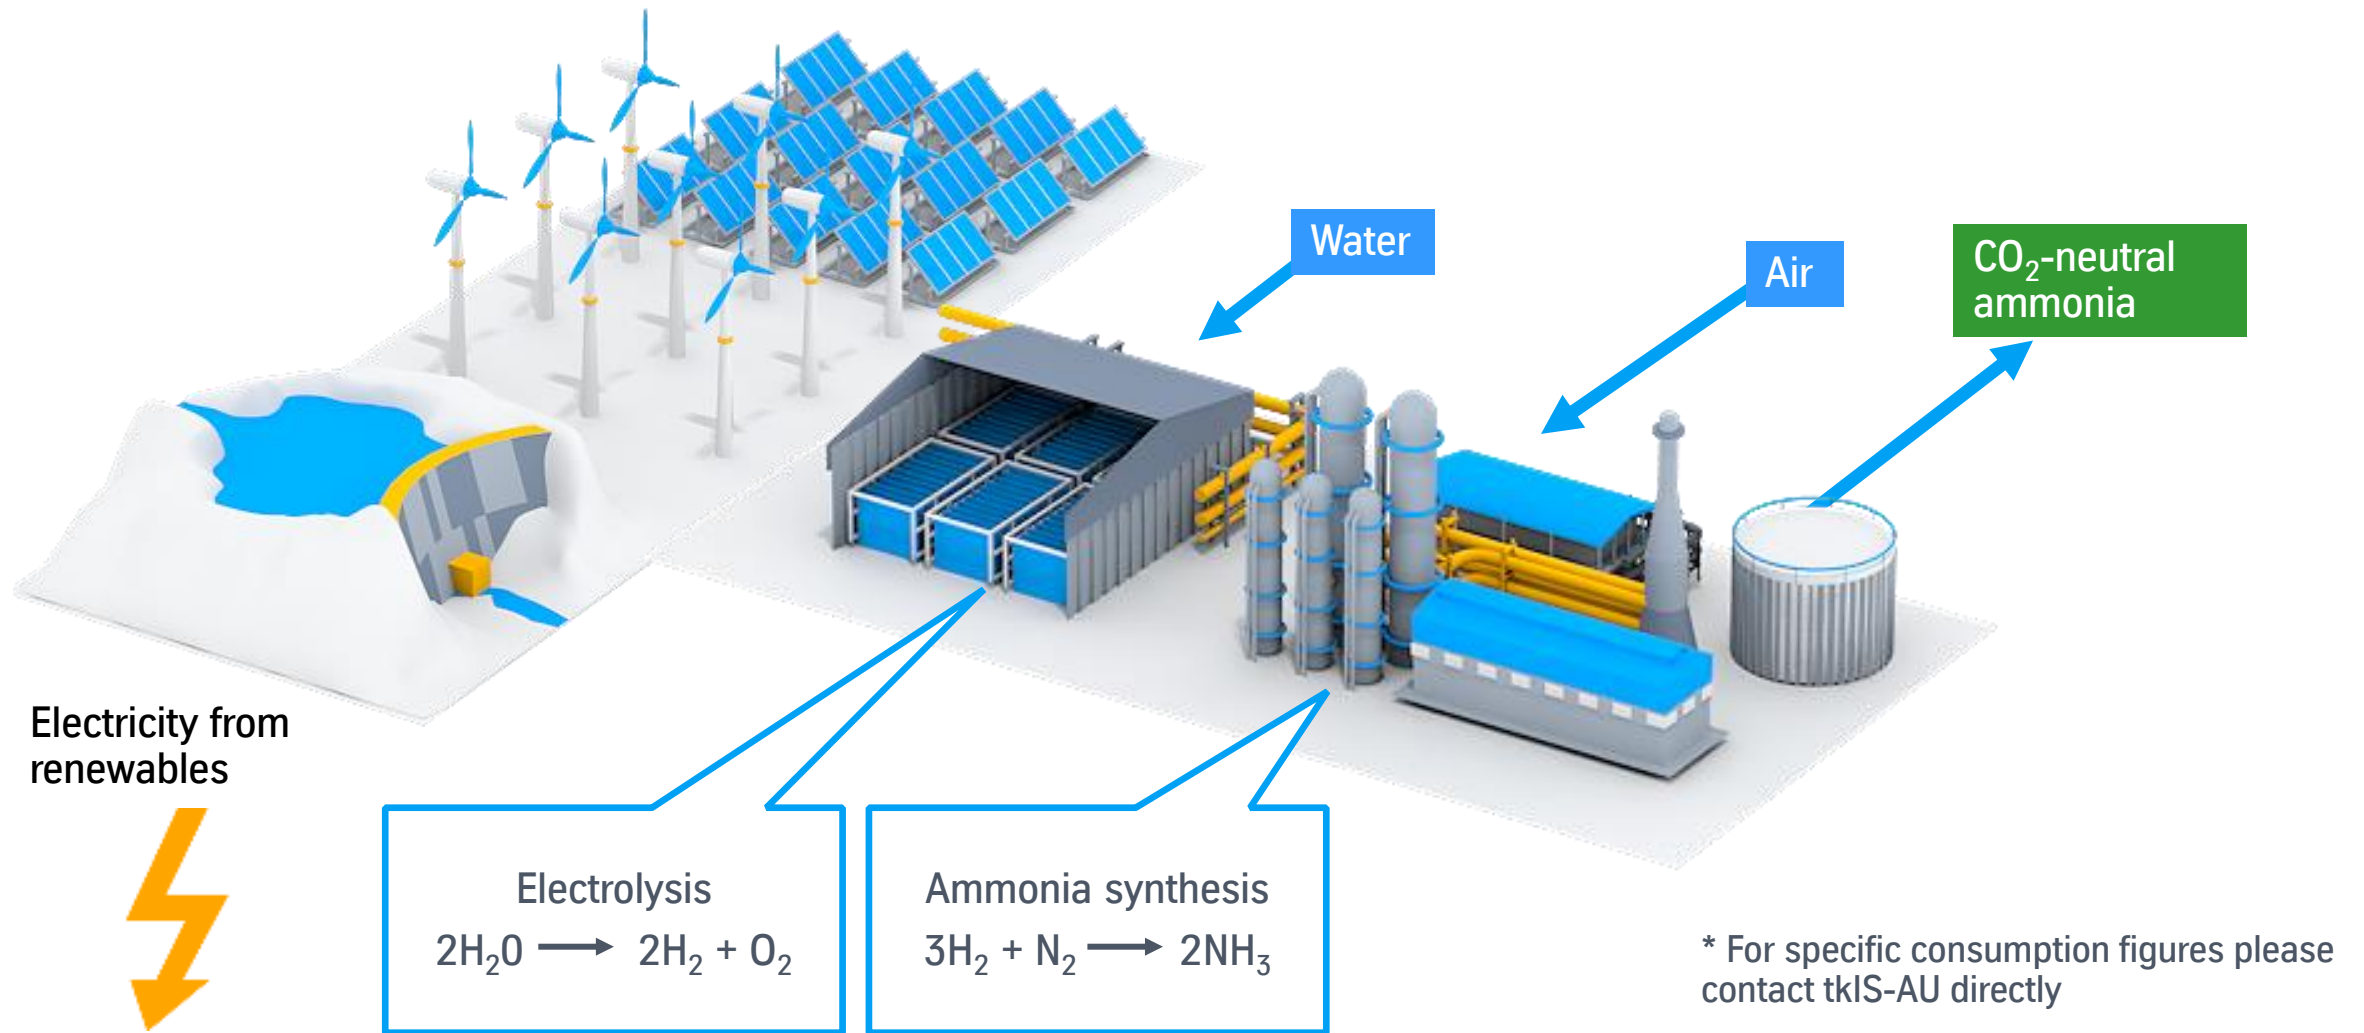 Water
Air
CO₂-neutral
ammonia
Electricity from
renewables
Electrolysis
2H₂O → 2H₂ + O₂
Ammonia synthesis
3H₂ + N₂ → 2NH₃
* For specific consumption figures please
contact tkIS-AU directly